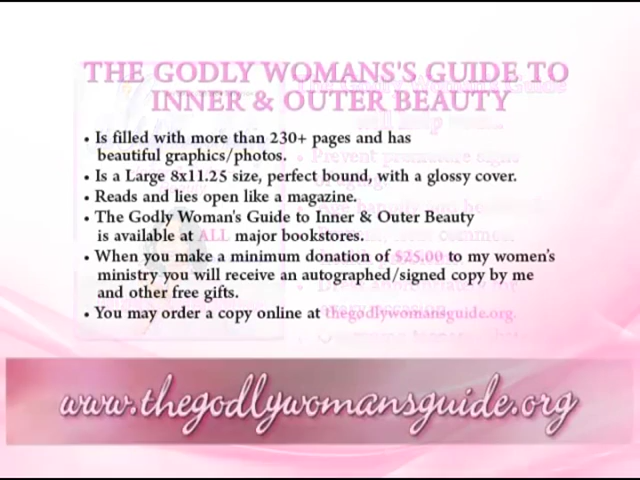 THE GODLY WOMANS'S GUIDE TO
INNER & OUTER BEAUTY
• Is filled with more than 230+ pages and has
beautiful graphics/photos.
• Is a Large 8x11.25 size, perfect bound, with a glossy cover.
• Reads and lies open like a magazine.
• The Godly Woman's Guide to Inner & Outer Beauty
is available at ALL major bookstores.
• When you make a minimum donation of $25.00 to my women's
ministry you will receive an autographed/signed copy by me
and other free gifts.
• You may order a copy online at thegodlywomansguide.org.
www.thegodlywomansguide.org